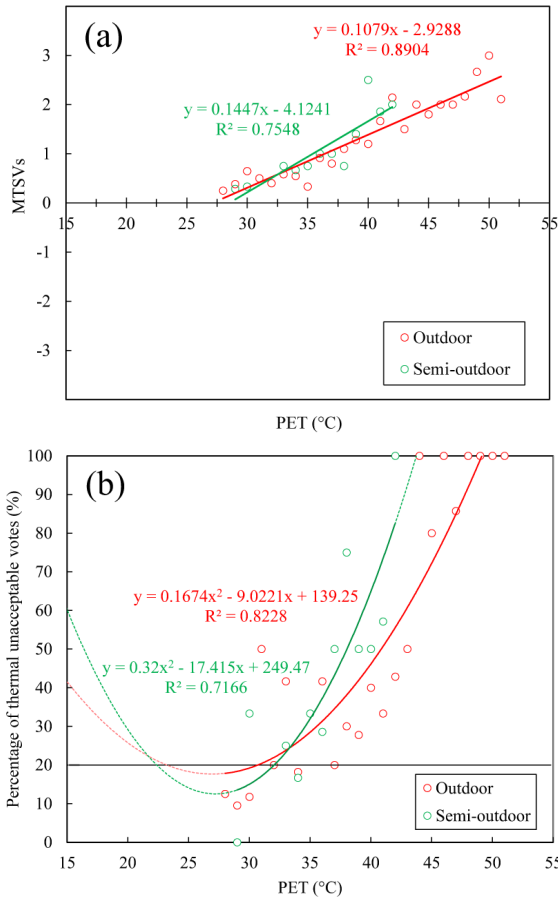 (a)
y = 0.1079x - 2.9288
R² = 0.8904
y = 0.1447x - 4.1241
R² = 0.7548
MTSVs
3
2
1
0
-1
-2
-3
15 20 25 30 35 40 45 50 55
Outdoor
Semi-outdoor
PET (°C)
(b)
Percentage of thermal unacceptable votes (%)
100
90
80
70
60
50
40
30
20
10
0
y = 0.1674x² - 9.0221x + 139.25
R² = 0.8228
y = 0.32x² - 17.415x + 249.47
R² = 0.7166
Outdoor
Semi-outdoor
15 20 25 30 35 40 45 50 55
PET (°C)